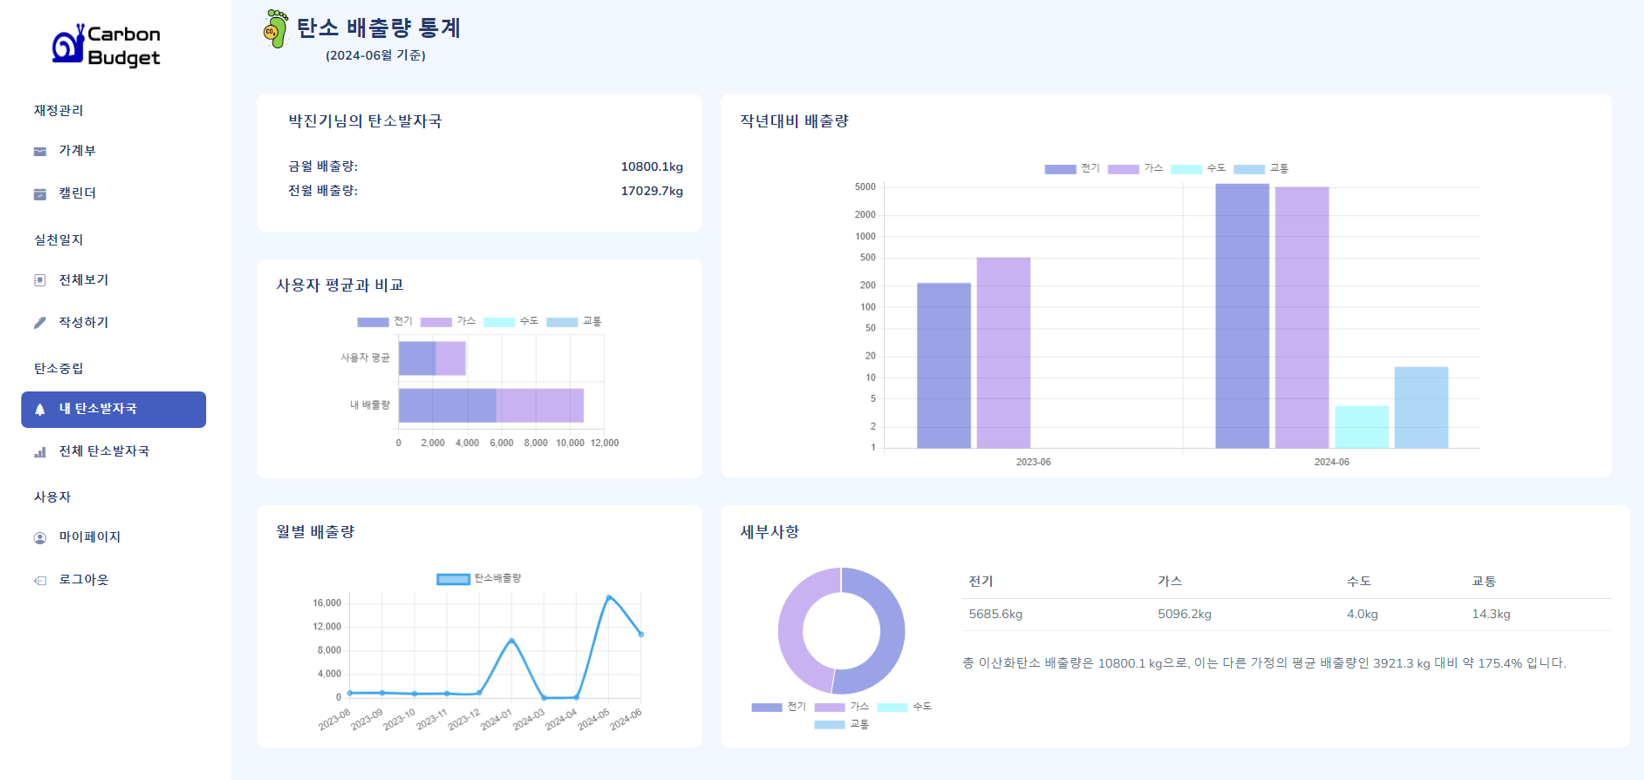 Carbon
Budget
재정관리
가계부
캘린더
실천일지
전체보기
작성하기
탄소중립
내 탄소발자국
전체 탄소발자국
사용자
마이페이지
로그아웃
CO₂
탄소 배출량 통계
(2024-06월 기준)
박진기님의 탄소발자국
금월 배출량: 10800.1kg
전월 배출량: 17029.7kg
작년대비 배출량
전기 가스 수도 교통
5000
2000
1000
500
200
100
50
20
10
5
2
1
2023-06 2024-06
사용자 평균과 비교
전기 가스 수도 교통
사용자 평균
내 배출량
0 2,000 4,000 6,000 8,000 10,000 12,000
월별 배출량
탄소배출량
16,000
12,000
8,000
4,000
0
2023-08 2023-09 2023-10 2023-11 2023-12 2024-01 2024-03 2024-04 2024-05 2024-06
세부사항
전기 가스 수도
교통
전기 가스 수도 교통
5685.6kg 5096.2kg 4.0kg 14.3kg
총 이산화탄소 배출량은 10800.1 kg으로, 이는 다른 가정의 평균 배출량인 3921.3 kg 대비 약 175.4% 입니다.